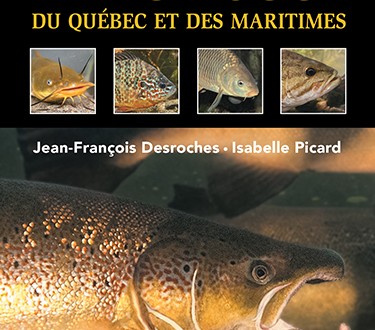 DU QUÉBEC ET DES MARITIMES
Jean-François Desroches • Isabelle Picard